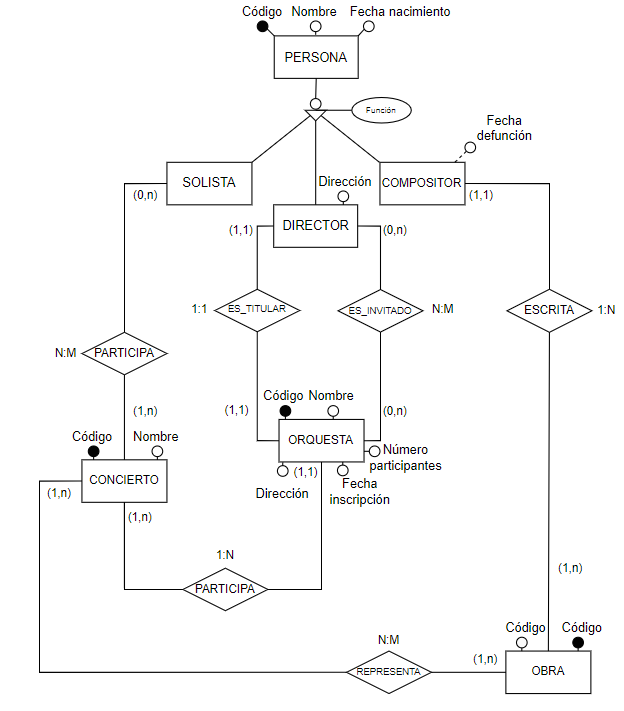 Código Nombre Fecha nacimiento
PERSONA
Función
Fecha
defunción
SOLISTA
Dirección
COMPOSITOR
(0,n)
(1,1)
DIRECTOR
(1,1)
(0,n)
1:1
ES_TITULAR
ES_INVITADO
N:M
ESCRITA
1:N
N:M
PARTICIPA
(1,n)
(1,1)
Código Nombre
(0,n)
Código
Nombre
ORQUESTA
Número
participantes
CONCIERTO
(1,n)
(1,1)
Dirección
Fecha
inscripción
(1,n)
1:N
PARTICIPA
(1,n)
N:M
Código
Código
(1,n)
REPRESENTA
OBRA